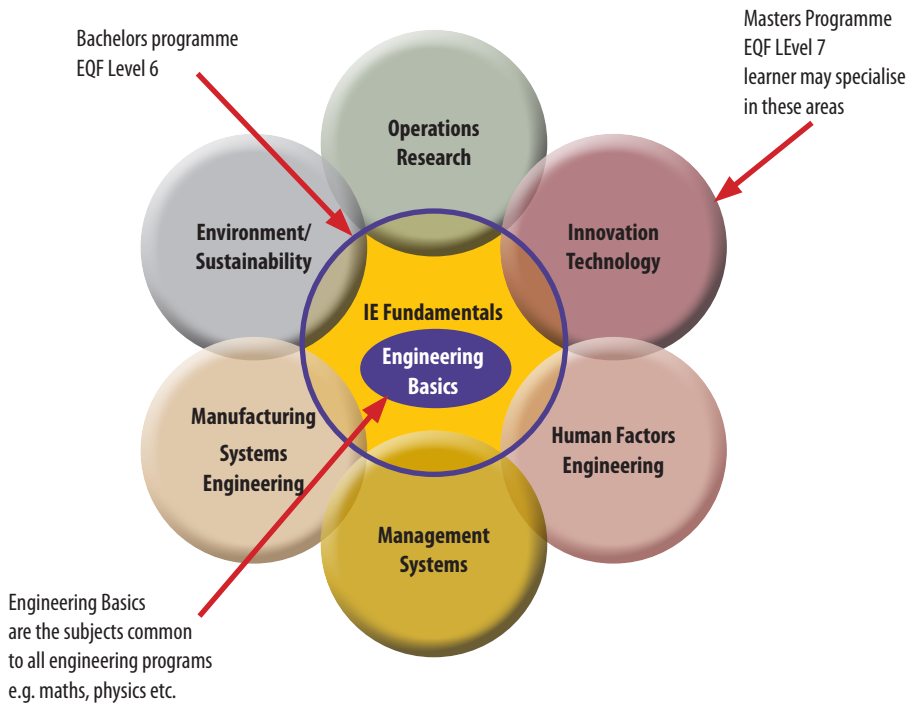 Bachelors programme
EQF Level 6
Masters Programme
EQF LEvel 7
learner may specialise
in these areas
Operations
Research
Environment/
Sustainability
Innovation
Technology
IE Fundamentals
Engineering
Basics
Manufacturing
Systems
Engineering
Human Factors
Engineering
Management
Systems
Engineering Basics
are the subjects common
to all engineering programs
e.g. maths, physics etc.